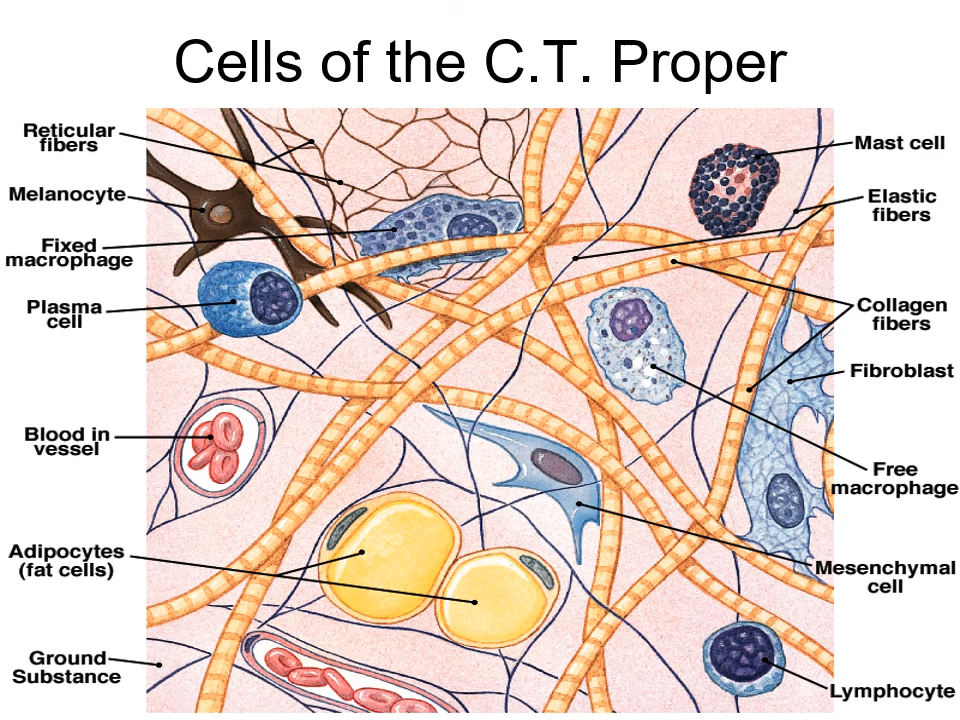 Cells of the C.T. Proper
Reticular
fibers
Melanocyte
Fixed
macrophage
Plasma
cell
Blood in
vessel
Adipocytes
(fat cells)
Ground
Substance
Mast cell
Elastic
fibers
Collagen
fibers
Fibroblast
Free
macrophage
Mesenchymal
cell
Lymphocyte